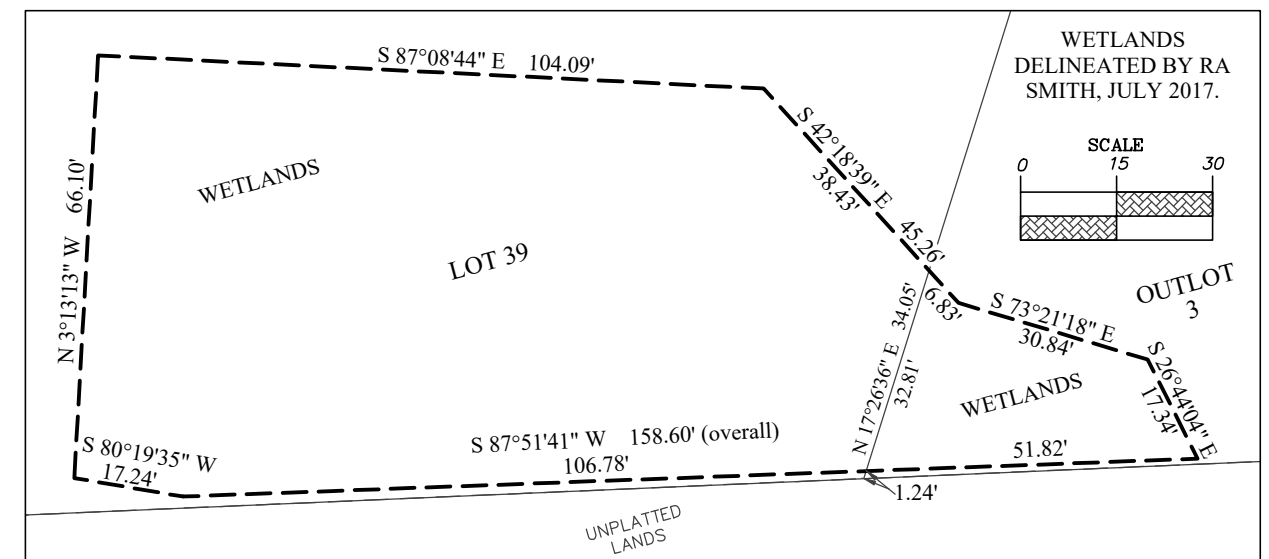 S 87°08'44" E 104.09'
WETLANDS
DELINEATED BY RA
SMITH, JULY 2017.
SCALE
0 15 30
S 42°18'39" E
38.43'
45.26'
6.83'
N 3°13'13" W 66.10'
WETLANDS
LOT 39
OUTLOT
3
S 73°21'18" E
30.84'
S 26°44'04" E
17.34'
N 17°26'36" E 34.05'
32.81'
WETLANDS
S 80°19'35" W
17.24'
S 87°51'41" W 158.60' (overall)
106.78'
51.82'
1.24'
UNPLATTED
LANDS